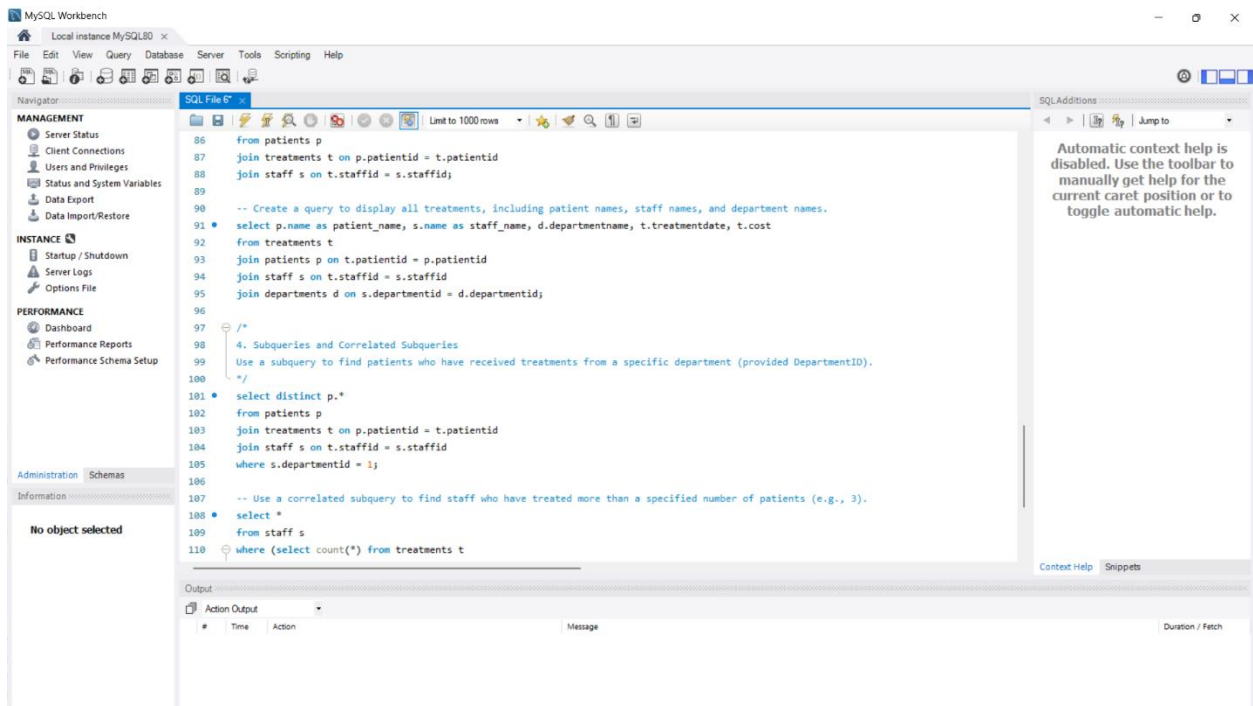 MySQL Workbench
Local instance MySQL80
File Edit View Query Database Server Tools Scripting Help
Navigator
MANAGEMENT
Server Status
Client Connections
Users and Privileges
Status and System Variables
Data Export
Data Import/Restore
INSTANCE
Startup / Shutdown
Server Logs
Options File
PERFORMANCE
Dashboard
Performance Reports
Performance Schema Setup
Administration Schemas
Information
No object selected
SQL File 6*
Limit to 1000 rows
86 from patients p
87 join treatments t on p.patientid = t.patientid
88 join staff s on t.staffid = s.staffid;
89
90 -- Create a query to display all treatments, including patient names, staff names, and department names.
91 select p.name as patient_name, s.name as staff_name, d.departmentname, t.treatmentdate, t.cost
92 from treatments t
93 join patients p on t.patientid = p.patientid
94 join staff s on t.staffid = s.staffid
95 join departments d on s.departmentid = d.departmentid;
96
97 /*
98 4. Subqueries and Correlated Subqueries
99 Use a subquery to find patients who have received treatments from a specific department (provided DepartmentID).
100 */
101 select distinct p.*
102 from patients p
103 join treatments t on p.patientid = t.patientid
104 join staff s on t.staffid = s.staffid
105 where s.departmentid = 1;
106
107 -- Use a correlated subquery to find staff who have treated more than a specified number of patients (e.g., 3).
108 select *
109 from staff s
110 where (select count(*) from treatments t
SQLAdditions
Jump to
Automatic context help is
disabled. Use the toolbar to
manually get help for the
current caret position or to
toggle automatic help.
Context Help Snippets
Output
Action Output
# Time Action Message Duration / Fetch